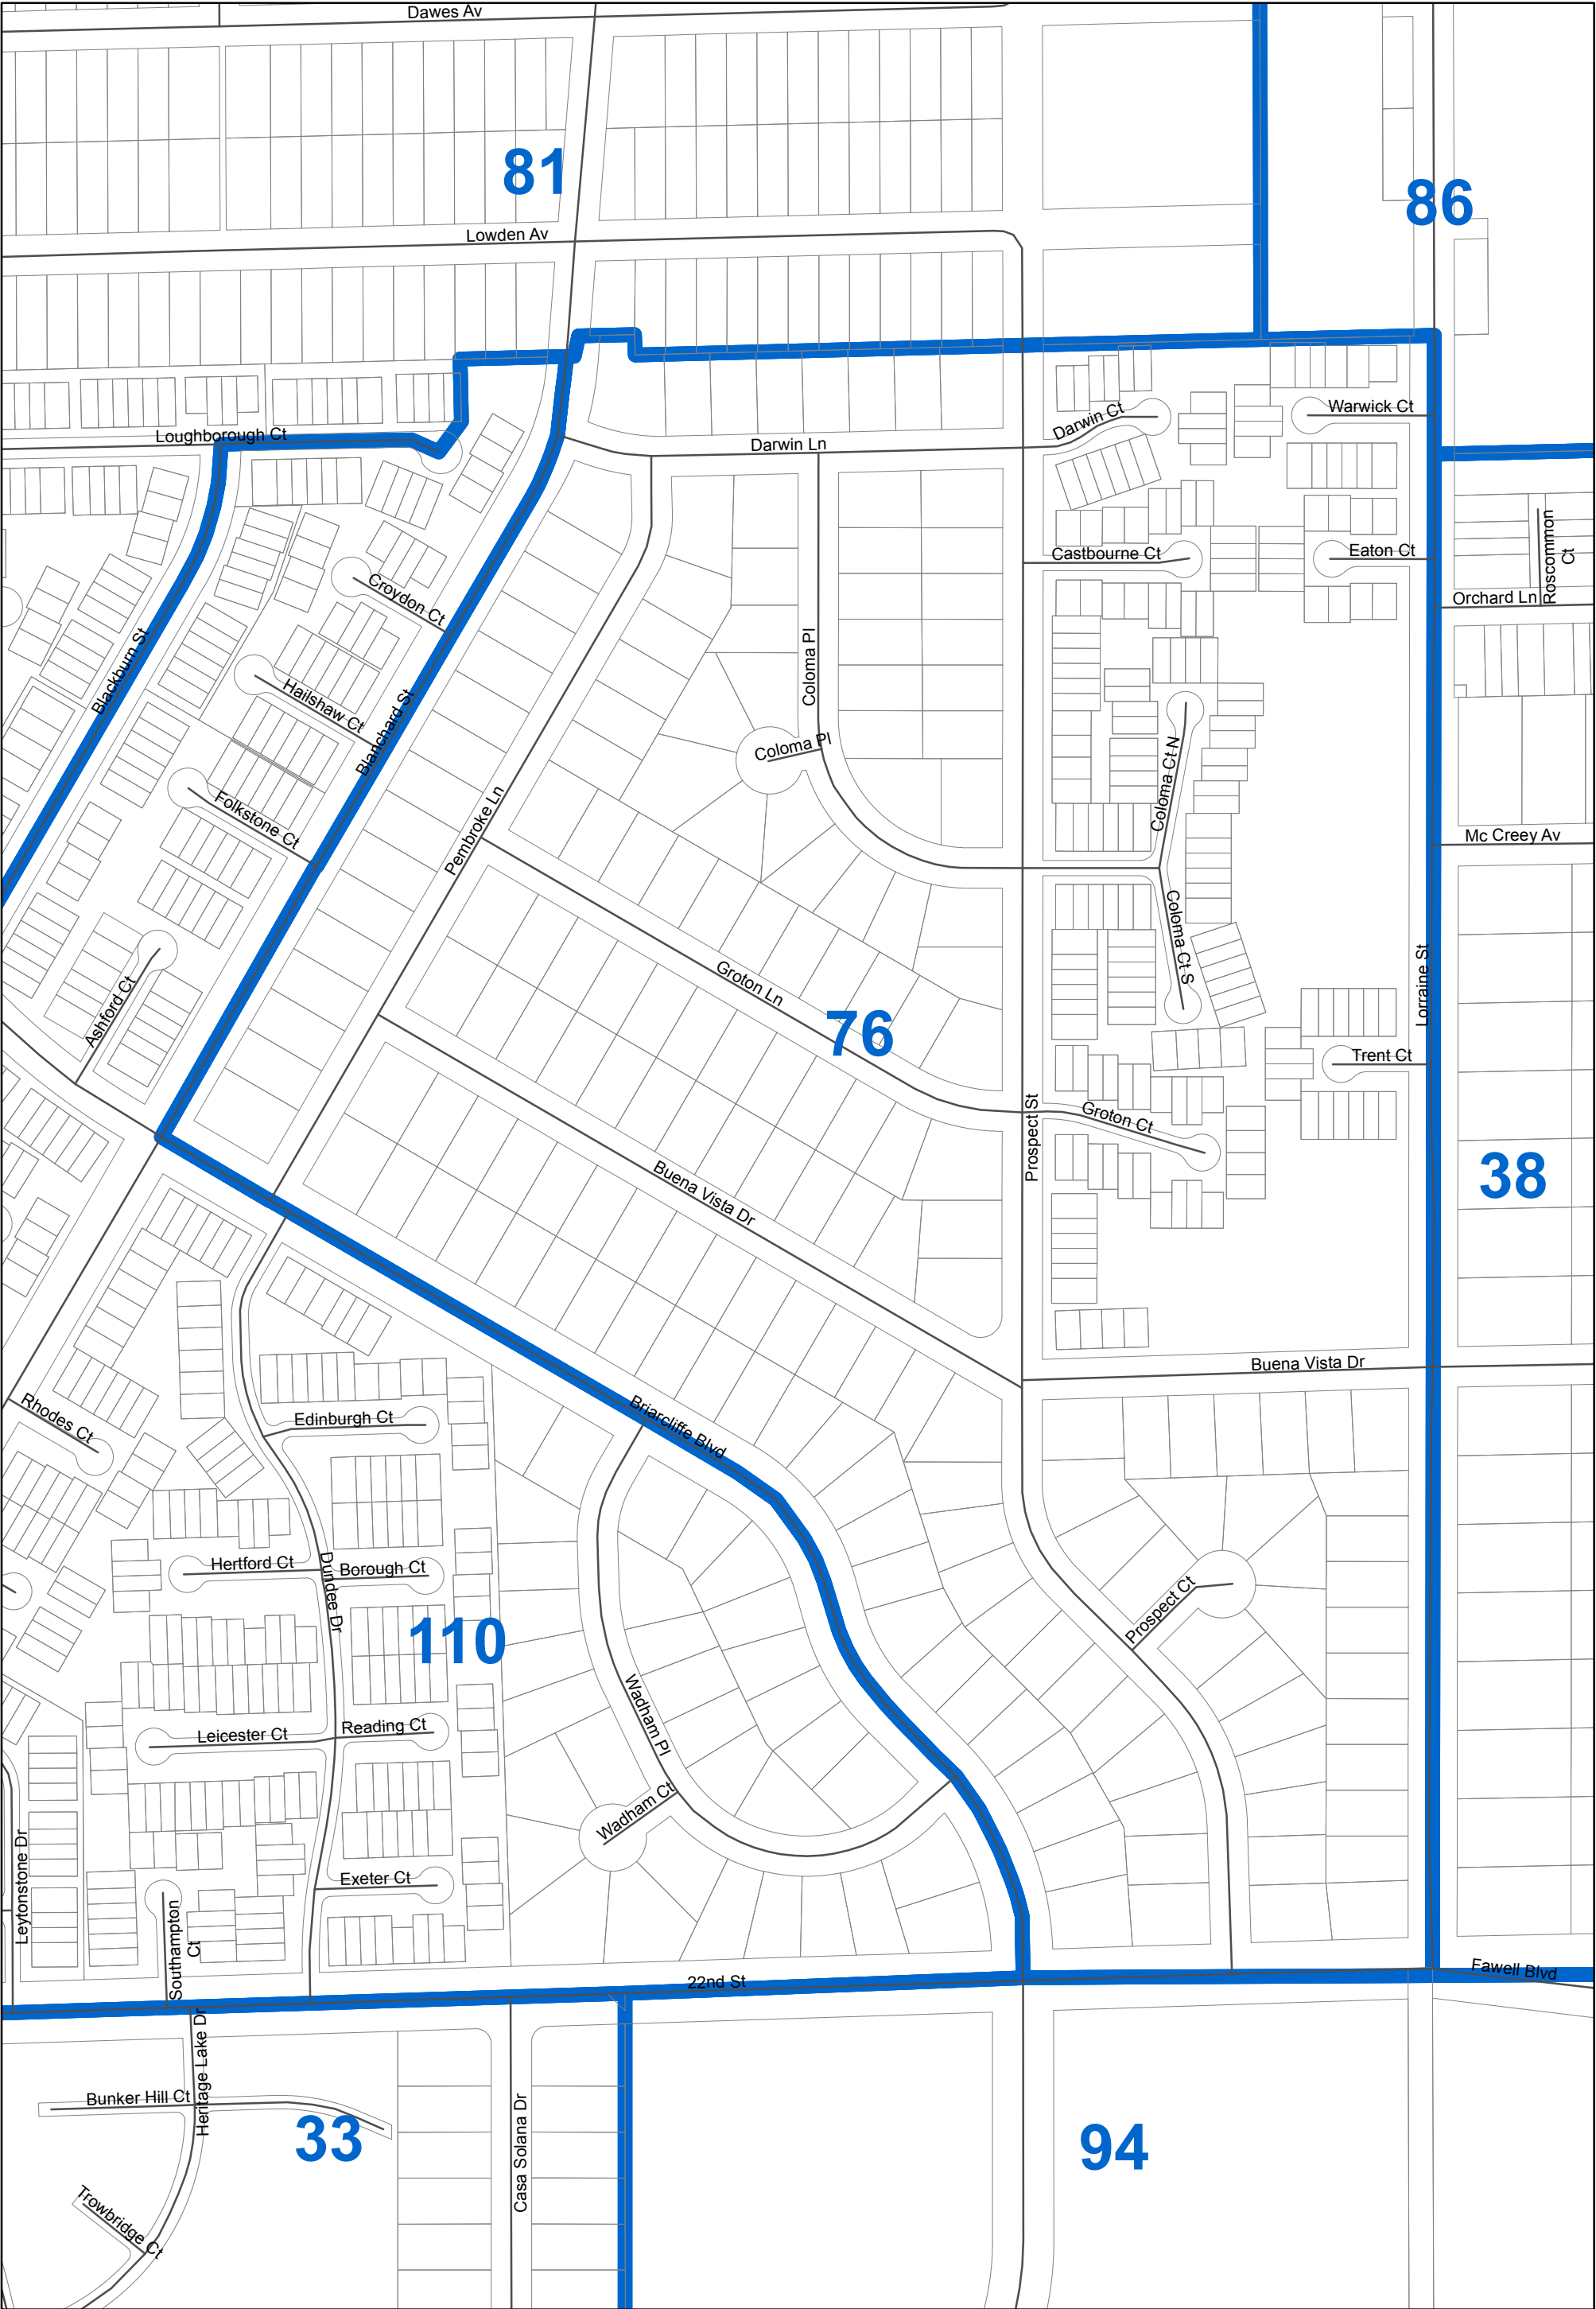 Dawes Av
81
86
Lowden Av
Loughborough Ct
Darwin Ln
Darwin Ct
Warwick Ct
Castbourne Ct
Eaton Ct
Roscommon
Ct
Orchard Ln
Croydon Ct
Blackburn St
Hailshaw Ct
Blanchard St
Coloma Pl
Coloma Pl
Coloma Ct N
Folkstone Ct
Pembroke Ln
Mc Creey Av
Coloma Ct S
Ashford Ct
Groton Ln
76
Lorraine St
Trent Ct
Groton Ct
Prospect St
38
Buena Vista Dr
Buena Vista Dr
Rhodes Ct
Edinburgh Ct
Briarcliffe Blvd
Hertford Ct
Dundee Dr
Borough Ct
Prospect Ct
110
Wadham Pl
Leicester Ct
Reading Ct
Wadham Ct
Leytonstone Dr
Exeter Ct
Southampton
Ct
22nd St
Fawell Blvd
Heritage Lake Dr
Bunker Hill Ct
33
Casa Solana Dr
94
Trowbridge Ct